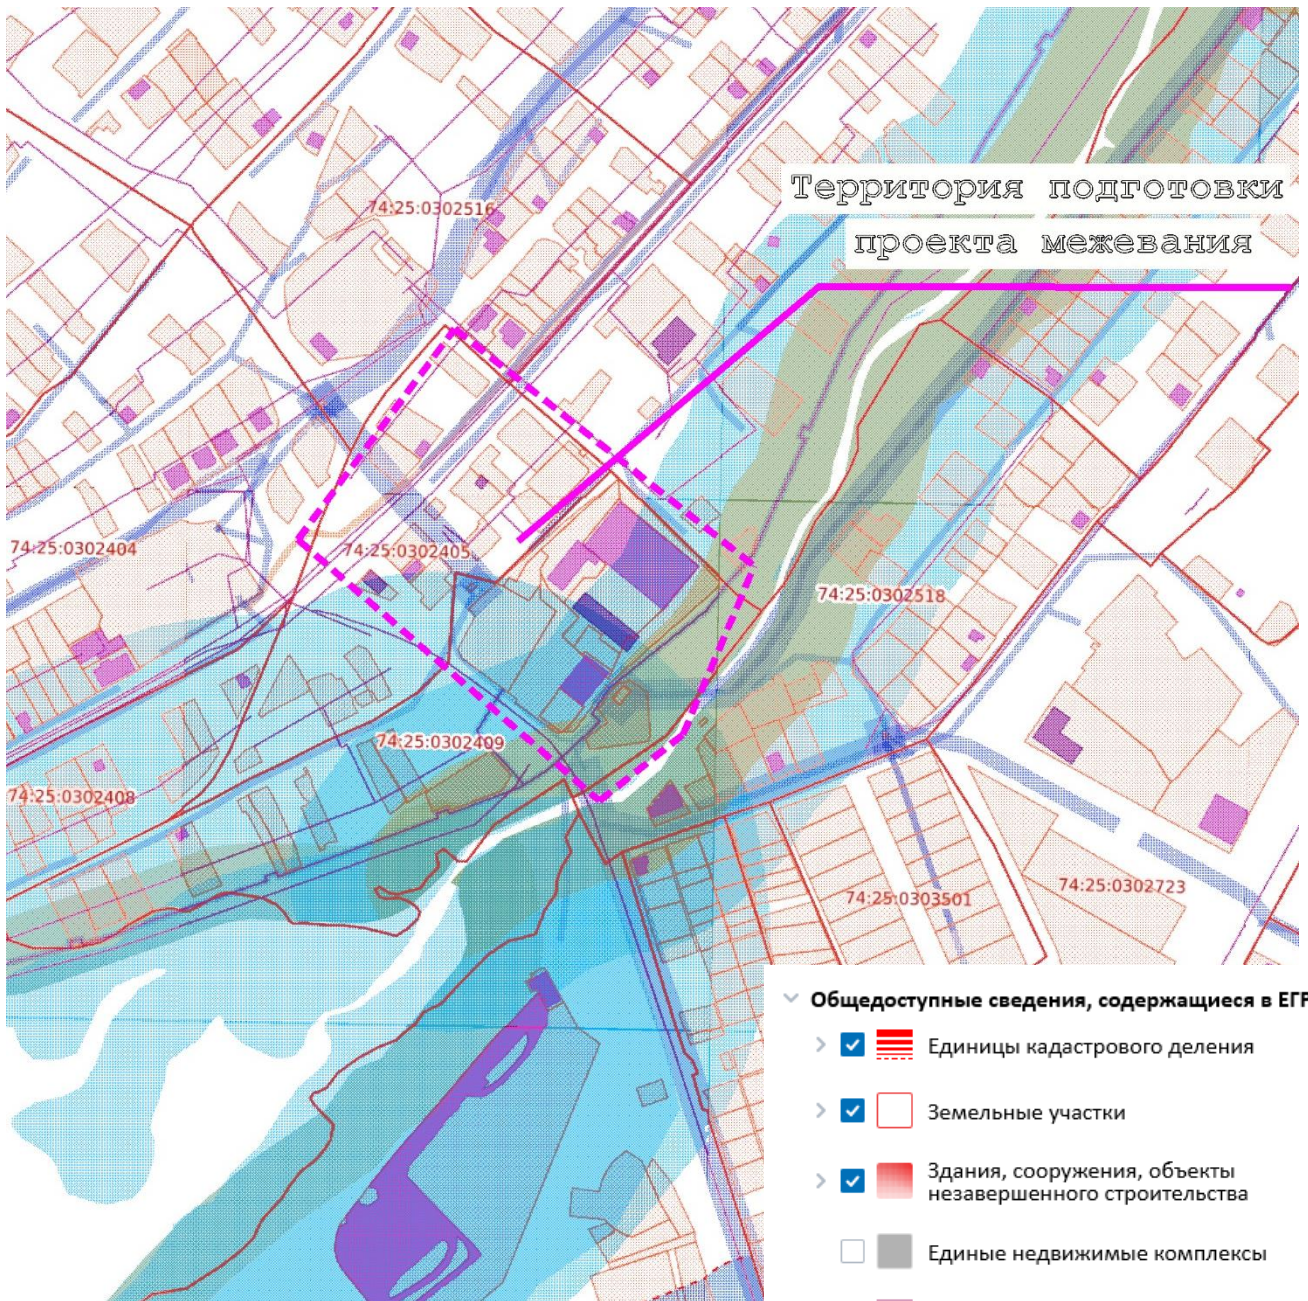 Территория подготовки
проекта межевания
74:25:0302516
74:25:0302404
74:25:0302405
74:25:0302518
74:25:0302409
74:25:0302408
74:25:0303501
74:25:0302723
Общедоступные сведения, содержащиеся в ЕГР
Единицы кадастрового деления
Земельные участки
Здания, сооружения, объекты
незавершенного строительства
Единые недвижимые комплексы